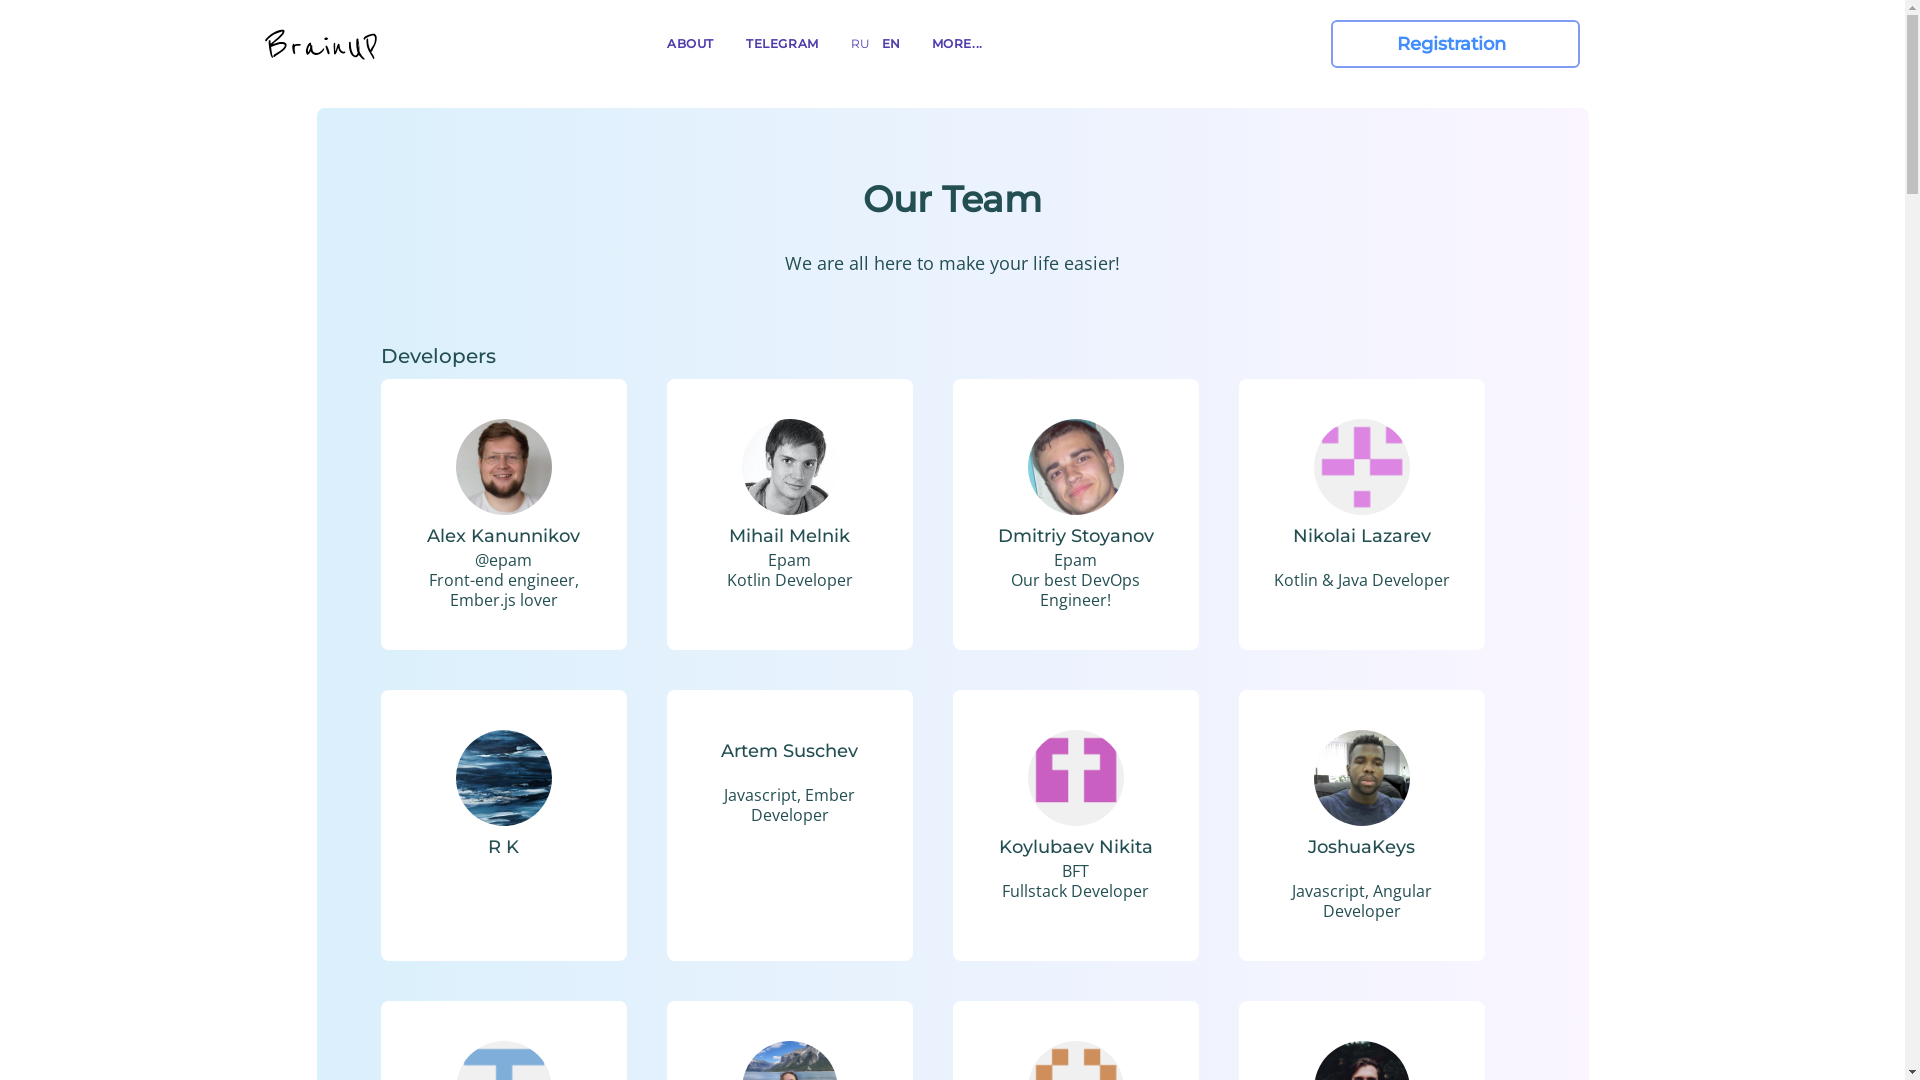 BrainUP
ABOUT
TELEGRAM
RU
EN
MORE...
Registration
Our Team
We are all here to make your life easier!
Developers
Alex Kanunnikov
@epam
Front-end engineer,
Ember.js lover
Mihail Melnik
Epam
Kotlin Developer
Dmitriy Stoyanov
Epam
Our best DevOps
Engineer!
Nikolai Lazarev
Kotlin & Java Developer
R K
Artem Suschev
Javascript, Ember
Developer
Koylubaev Nikita
BFT
Fullstack Developer
JoshuaKeys
Javascript, Angular
Developer